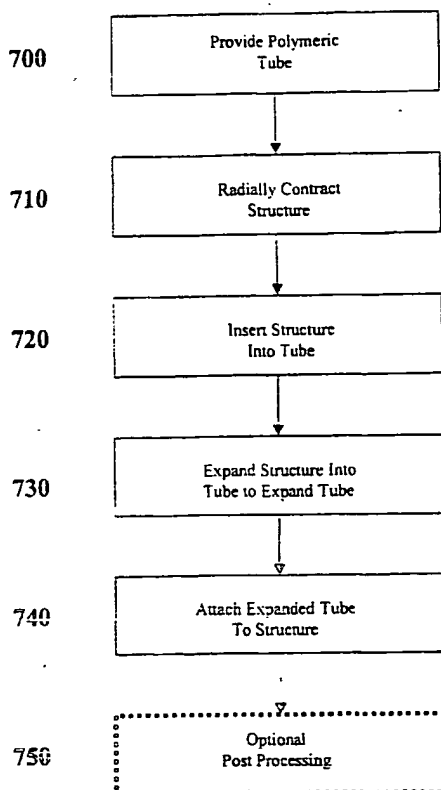 700
Provide Polymeric
Tube
710
Radially Contract
Structure
720
Insert Structure
Into Tube
730
Expand Structure Into
Tube to Expand Tube
740
Attach Expanded Tube
To Structure
750
Optional
Post Processing